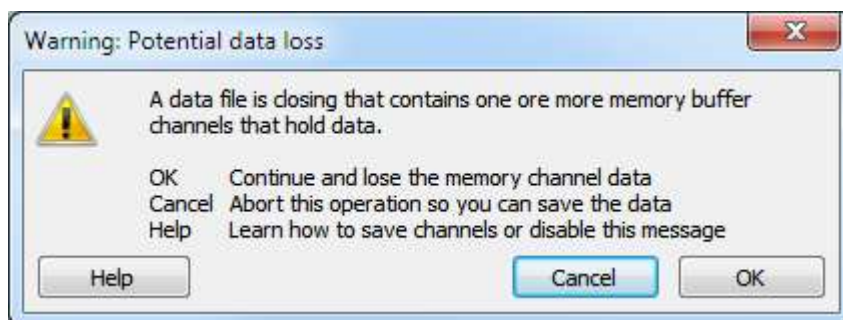 Warning: Potential data loss
A data file is closing that contains one ore more memory buffer
channels that hold data.
OK Continue and lose the memory channel data
Cancel Abort this operation so you can save the data
Help Learn how to save channels or disable this message
Help Cancel OK